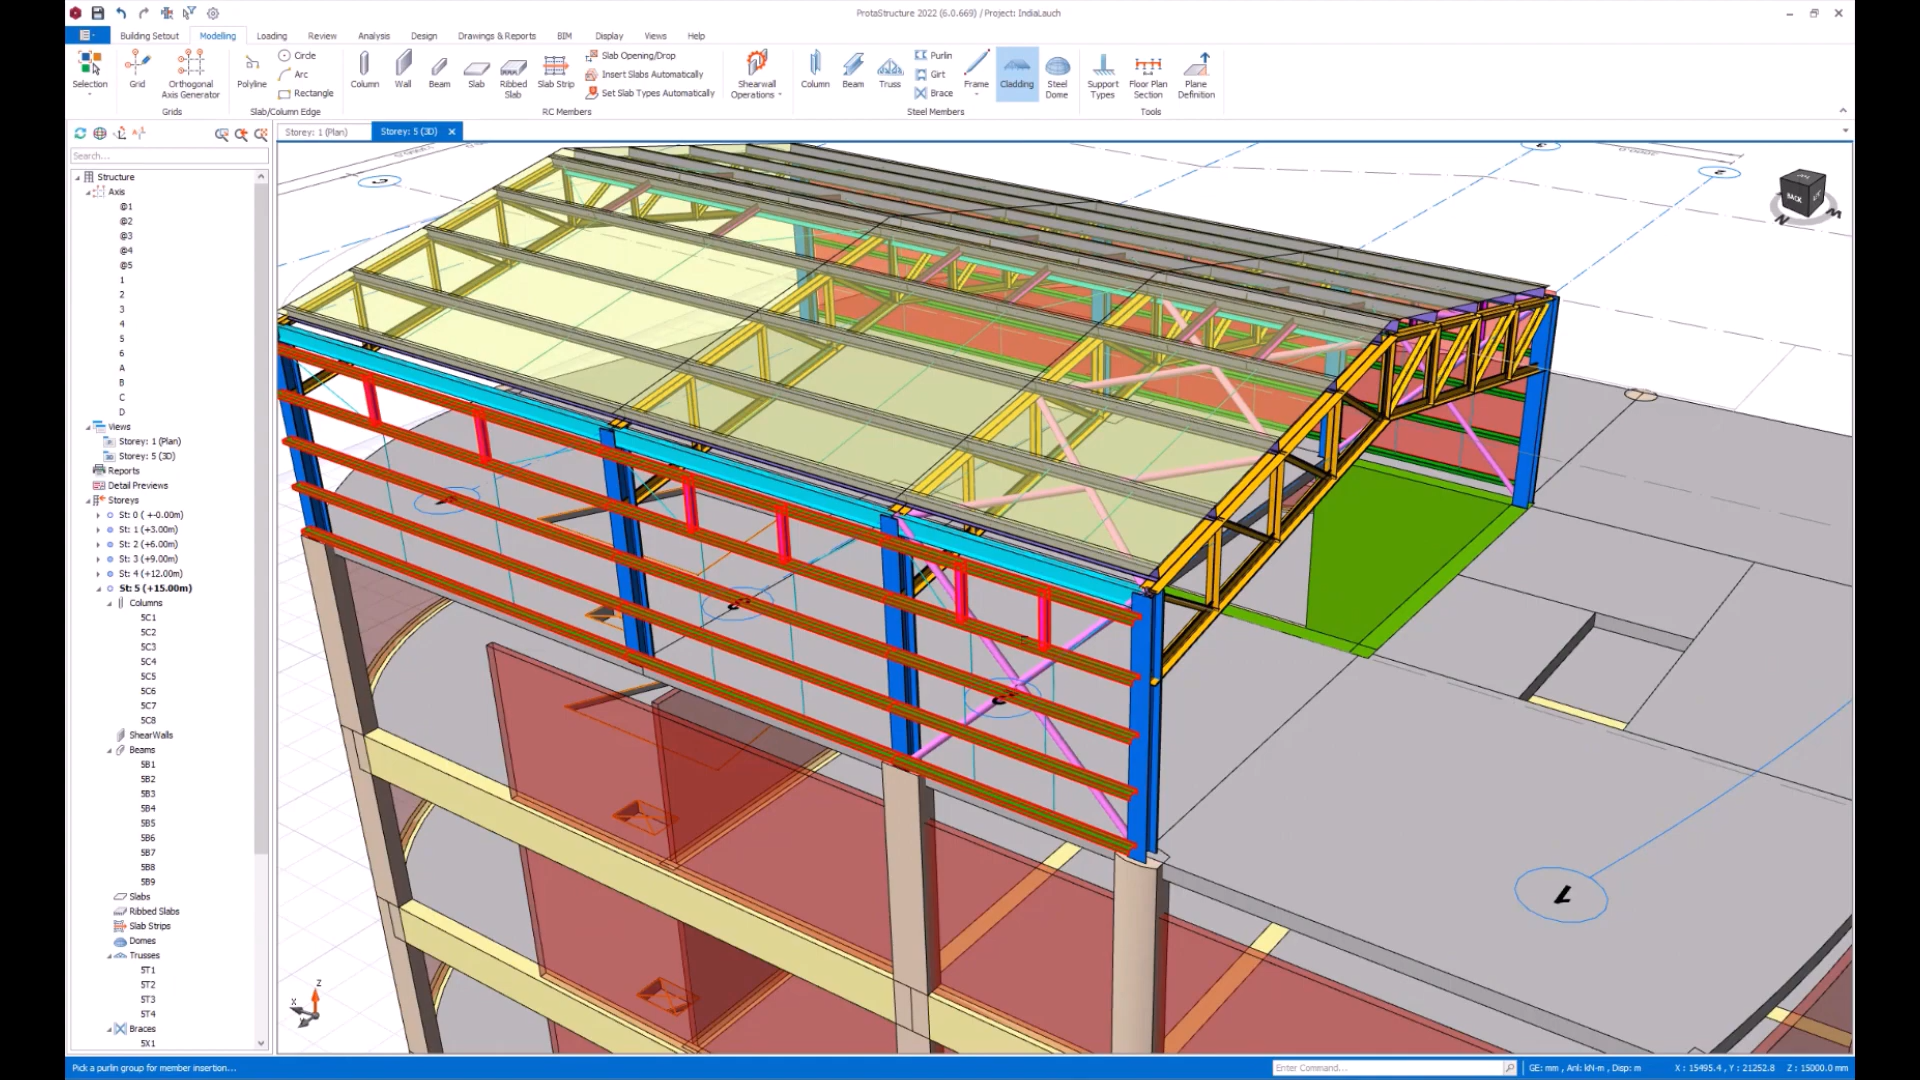 ProtaStructure 2022 (6.0.669) / Project: IndiaLauch
Building Setout
Modelling
Loading
Review
Analysis
Design
Drawings & Reports
BIM
Display
Views
Help
Selection
Grid
Orthogonal
Axis Generator
Grids
Polyline
Circle
Arc
Rectangle
Slab/Column Edge
Column
Wall
Beam
Slab
Ribbed
Slab
Slab Strip
Slab Opening/Drop
Insert Slabs Automatically
Set Slab Types Automatically
RC Members
Shearwall
Operations
Column
Beam
Truss
Purlin
Girt
Brace
Frame
Cladding
Steel
Dome
Steel Members
Support
Types
Floor Plan
Section
Plane
Definition
Tools
Storey: 1 (Plan)
Storey: 5 (3D)
Search...
Structure
Axis
@1
@2
@3
@4
@5
1
2
3
4
5
6
A
B
C
D
Views
Storey: 1 (Plan)
Storey: 5 (3D)
Reports
Detail Previews
Storeys
St: 0 ( +-0.00m)
St: 1 (+3.00m)
St: 2 (+6.00m)
St: 3 (+9.00m)
St: 4 (+12.00m)
St: 5 (+15.00m)
Columns
5C1
5C2
5C3
5C4
5C5
5C6
5C7
5C8
ShearWalls
Beams
5B1
5B2
5B3
5B4
5B5
5B6
5B7
5B8
5B9
Slabs
Ribbed Slabs
Slab Strips
Domes
Trusses
5T1
5T2
5T3
5T4
Braces
5X1
BACK
1
2
3
Z
X
Pick a purlin group for member insertion...
Enter Command...
GE: mm , Anl: kN-m , Disp: m
X : 15495.4 , Y : 21252.8
Z : 15000.0 mm